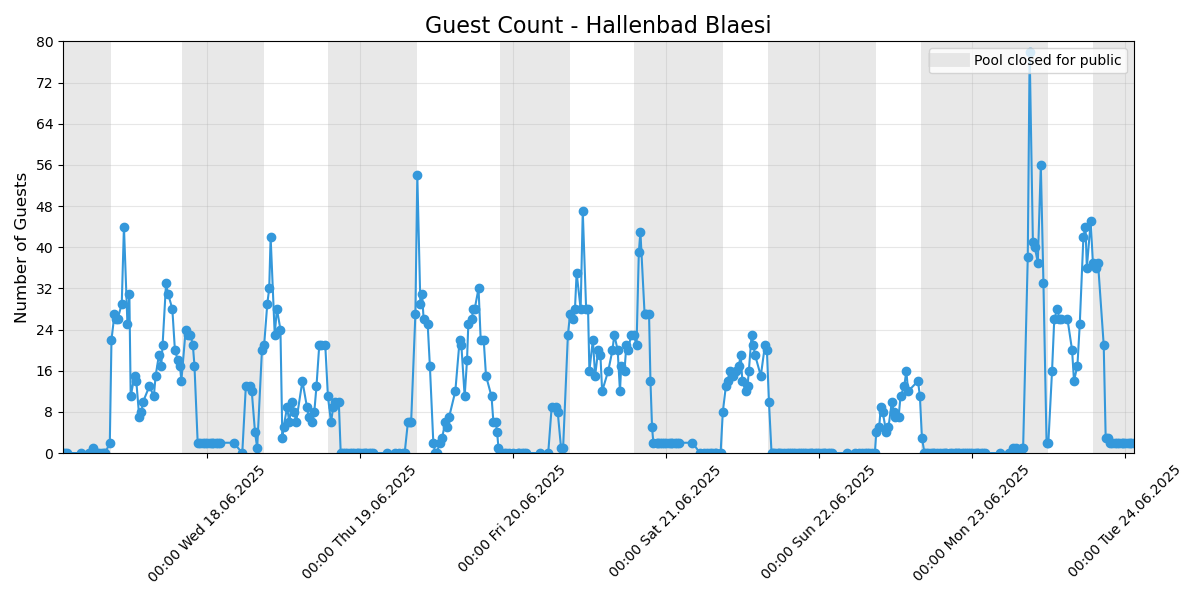 Guest Count - Hallenbad Blaesi
Pool closed for public
Number of Guests
80
72
64
56
48
40
32
24
16
8
0
00:00 Wed 18.06.2025
00:00 Thu 19.06.2025
00:00 Fri 20.06.2025
00:00 Sat 21.06.2025
00:00 Sun 22.06.2025
00:00 Mon 23.06.2025
00:00 Tue 24.06.2025